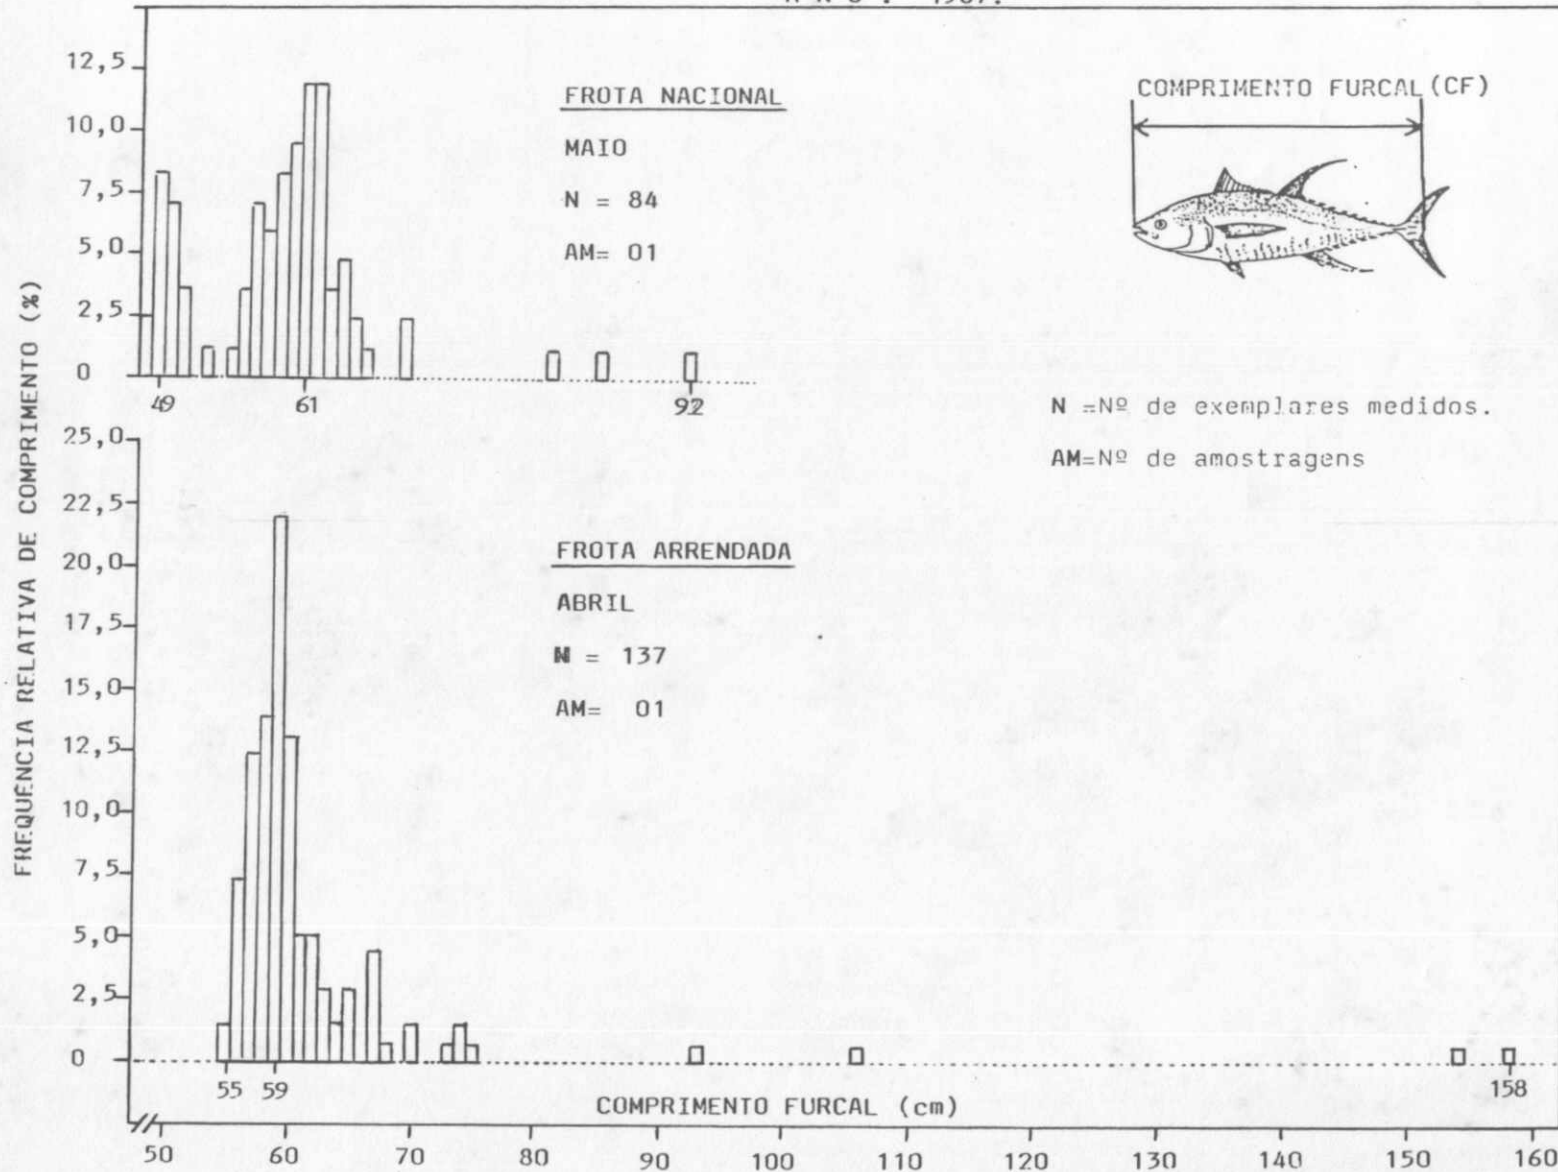 1987.
12,5
10,0
7,5
5,0
2,5
0
FROTA NACIONAL
MAIO
N = 84
AM= 01
COMPRIMENTO FURCAL (CF)
49
61
92
N =Nº de exemplares medidos.
AM=Nº de amostragens
FREQUÊNCIA RELATIVA DE COMPRIMENTO (%)
25,0
22,5
20,0
17,5
15,0
12,5
10,0
7,5
5,0
2,5
0
FROTA ARRENDADA
ABRIL
N = 137
AM= 01
55 59
158
COMPRIMENTO FURCAL (cm)
50 60 70 80 90 100 110 120 130 140 150 160